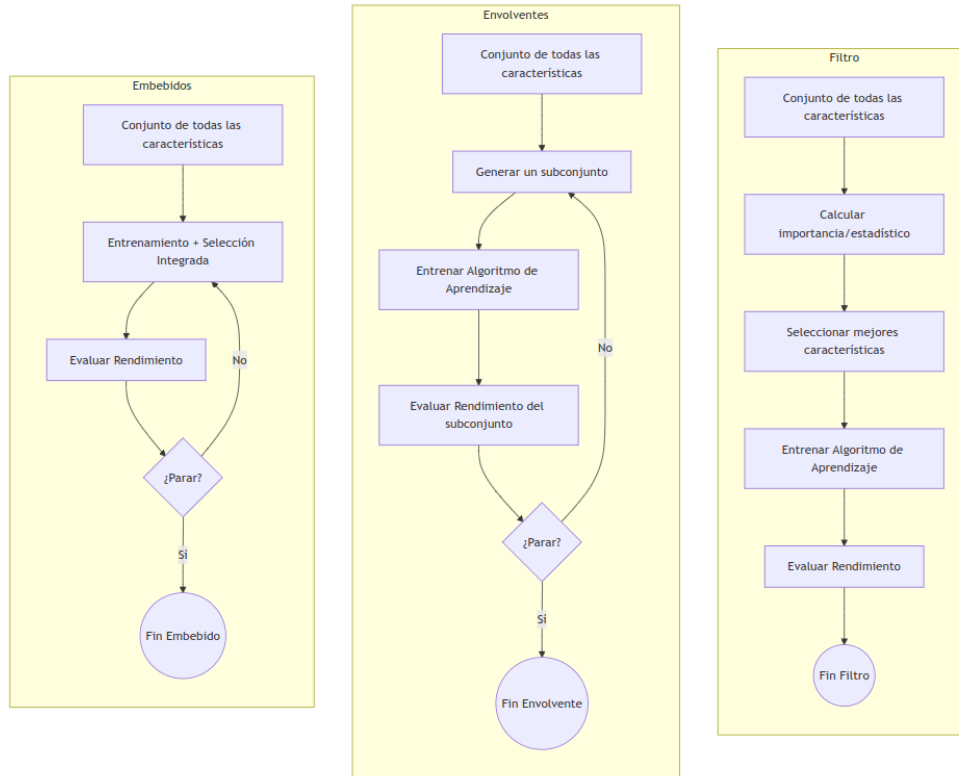 Embebidos
Conjunto de todas las
características
Entrenamiento + Selección
Integrada
Evaluar Rendimiento
No
¿Parar?
Sí
Fin Embebido
Envolventes
Conjunto de todas las
características
Generar un subconjunto
Entrenar Algoritmo de
Aprendizaje
No
Evaluar Rendimiento del
subconjunto
¿Parar?
Sí
Fin Envolvente
Filtro
Conjunto de todas las
características
Calcular
importancia/estadístico
Seleccionar mejores
características
Entrenar Algoritmo de
Aprendizaje
Evaluar Rendimiento
Fin Filtro